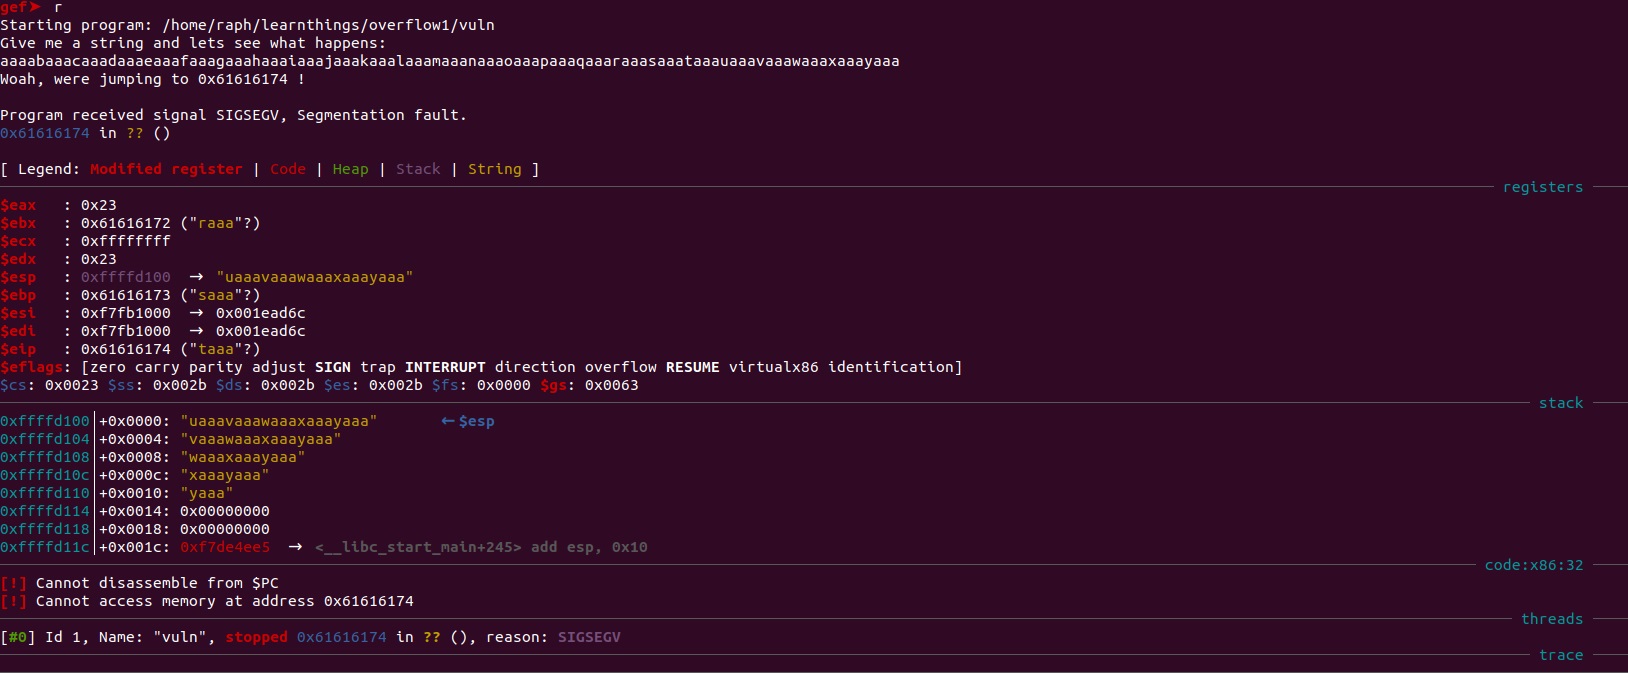 gef➤ r
Starting program: /home/raph/learnthings/overflow1/vuln
Give me a string and lets see what happens:
aaaabaaacaaadaaaeaaafaaagaaahaaaiaaajaaakaaalaaamaaanaaaoaaapaaaqaaaraaasaaataaauaaavaaawaaaxaaayaaa
Woah, were jumping to 0x61616174 !
Program received signal SIGSEGV, Segmentation fault.
0x61616174 in ?? ()
[ Legend: Modified register | Code | Heap | Stack | String ]
registers
$eax   : 0x23
$ebx   : 0x61616172 ("raaa"?)
$ecx   : 0xffffffff
$edx   : 0x23
$esp   : 0xffffd100  →  "uaaavaaawaaaxaaayaaa"
$ebp   : 0x61616173 ("saaa"?)
$esi   : 0xf7fb1000  →  0x001ead6c
$edi   : 0xf7fb1000  →  0x001ead6c
$eip   : 0x61616174 ("taaa"?)
$eflags: [zero carry parity adjust SIGN trap INTERRUPT direction overflow RESUME virtualx86 identification]
$cs: 0x0023 $ss: 0x002b $ds: 0x002b $es: 0x002b $fs: 0x0000 $gs: 0x0063
stack
0xffffd100│+0x0000: "uaaavaaawaaaxaaayaaa"       ←$esp
0xffffd104│+0x0004: "vaaawaaaxaaayaaa"
0xffffd108│+0x0008: "waaaxaaayaaa"
0xffffd10c│+0x000c: "xaaayaaa"
0xffffd110│+0x0010: "yaaa"
0xffffd114│+0x0014: 0x00000000
0xffffd118│+0x0018: 0x00000000
0xffffd11c│+0x001c: 0xf7de4ee5  →  <__libc_start_main+245> add esp, 0x10
code:x86:32
[!] Cannot disassemble from $PC
[!] Cannot access memory at address 0x61616174
threads
[#0] Id 1, Name: "vuln", stopped 0x61616174 in ?? (), reason: SIGSEGV
trace